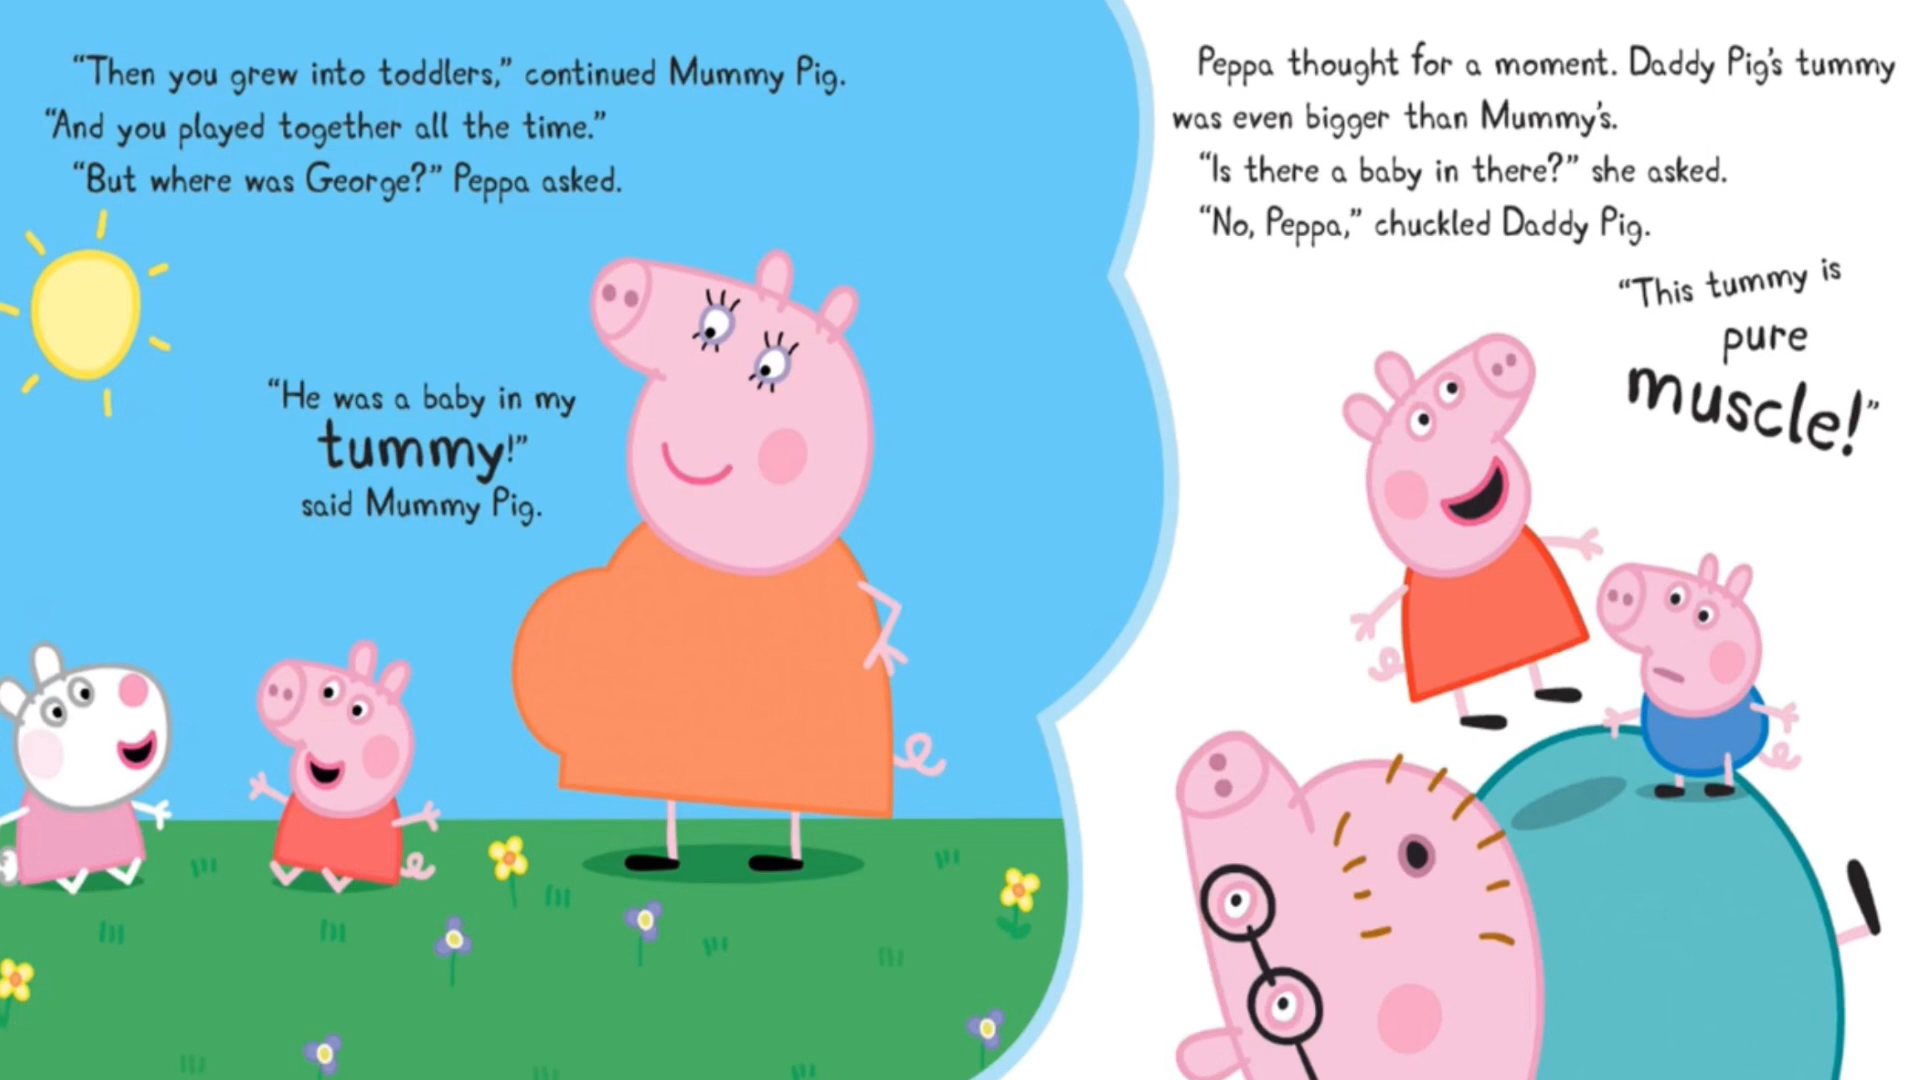 “Then you grew into toddlers,” continued Mummy Pig.
“And you played together all the time.”
“But where was George?” Peppa asked.
“He was a baby in my
tummy!”
said Mummy Pig.
Peppa thought for a moment. Daddy Pig’s tummy
was even bigger than Mummy’s.
“Is there a baby in there?” she asked.
“No, Peppa,” chuckled Daddy Pig.
“This tummy is
pure
muscle!”